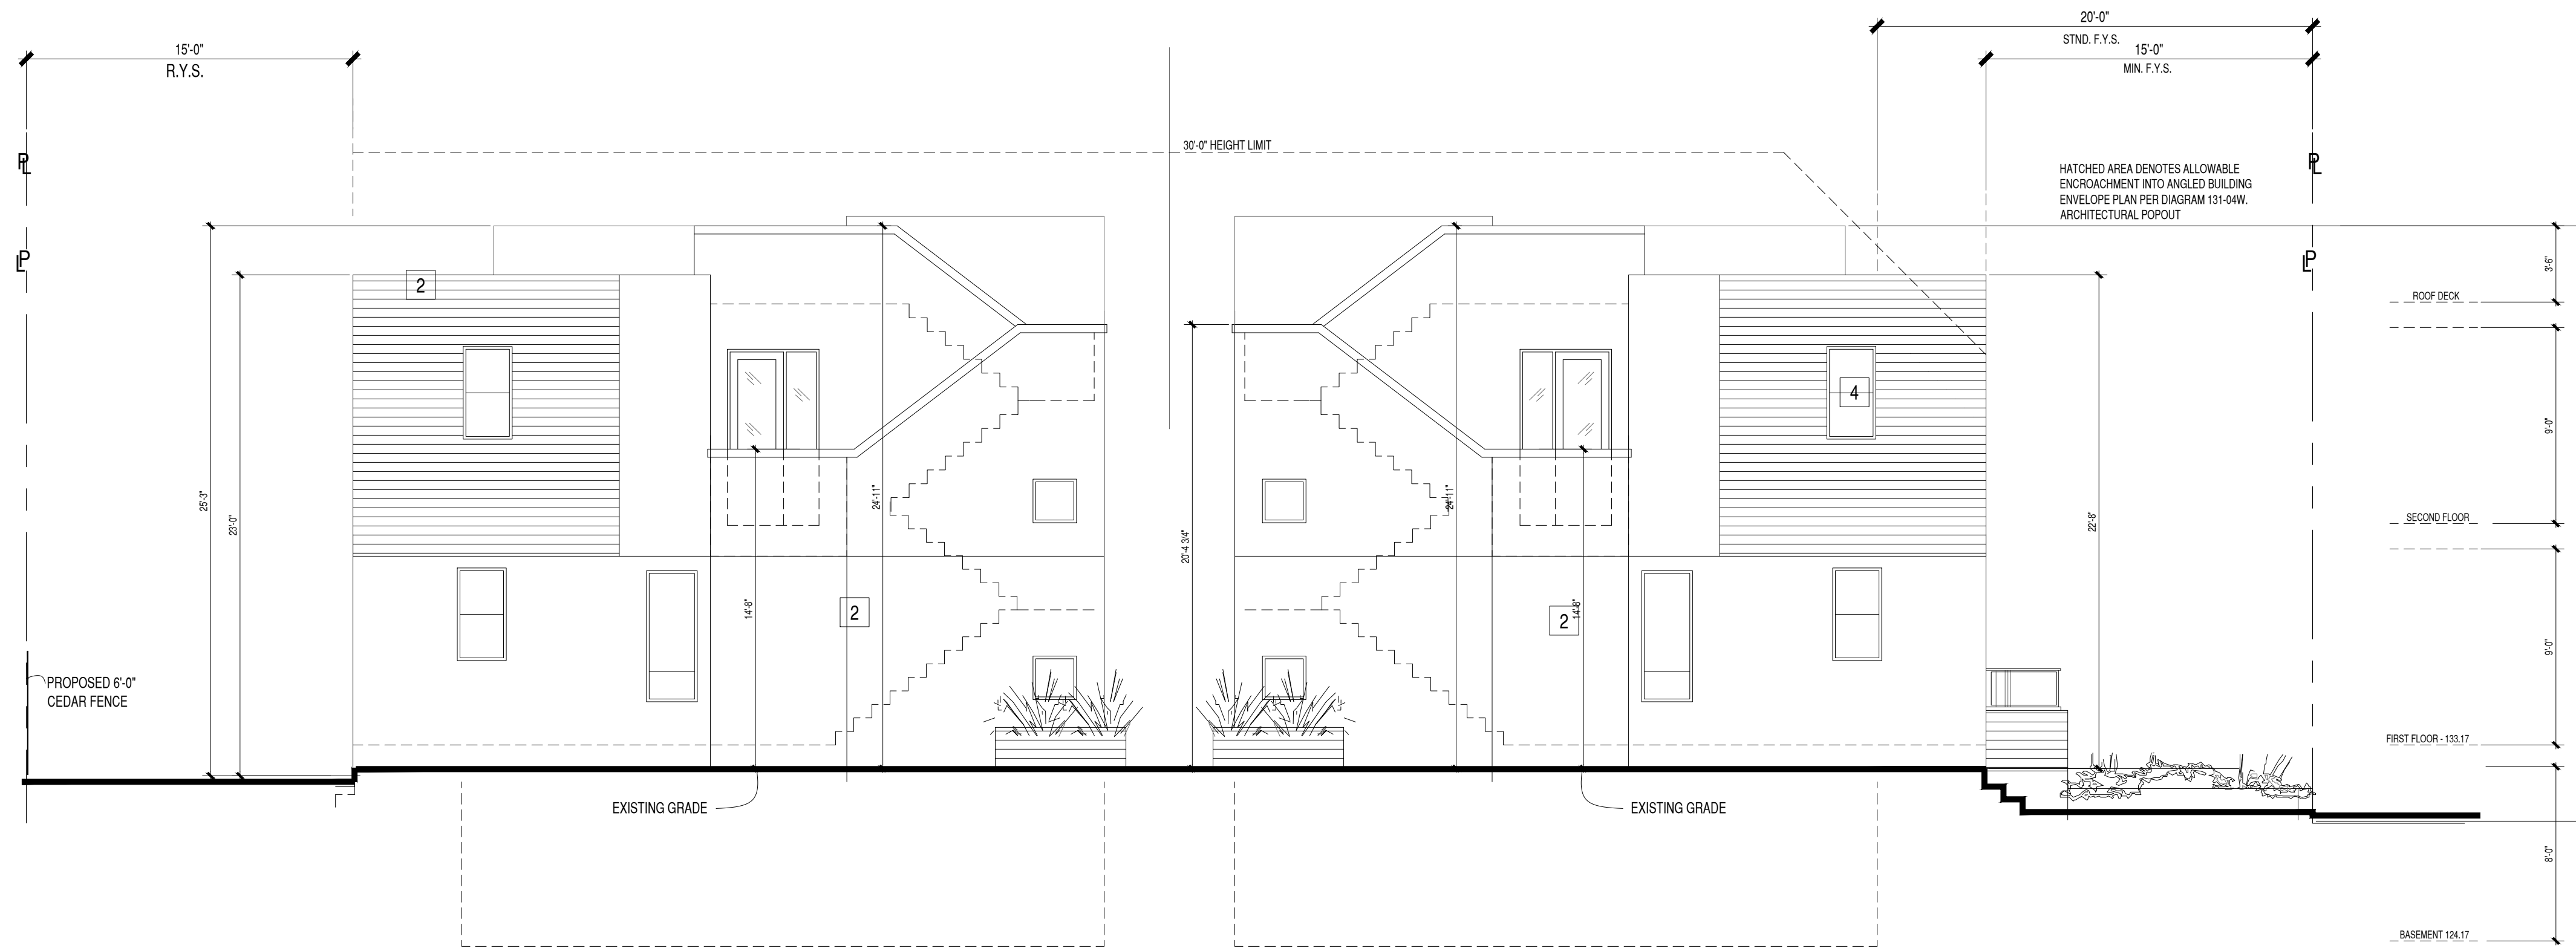 20'-0"
STND. F.Y.S.
15'-0"
R.Y.S.
15'-0"
MIN. F.Y.S.
30'-0" HEIGHT LIMIT
PL
PL
HATCHED AREA DENOTES ALLOWABLE
ENCROACHMENT INTO ANGLED BUILDING
ENVELOPE PLAN PER DIAGRAM 131-04W.
ARCHITECTURAL POPOUT
PL
PL
3'-6"
2
ROOF DECK
4
9'-0"
25'-3"
23'-0"
24'-11"
24'-11"
SECOND FLOOR
22'-8"
20'-4 3/4"
14'-8"
14'-8"
2
2
9'-0"
PROPOSED 6'-0"
CEDAR FENCE
FIRST FLOOR - 133.17
EXISTING GRADE
EXISTING GRADE
8'-0"
BASEMENT 124.17